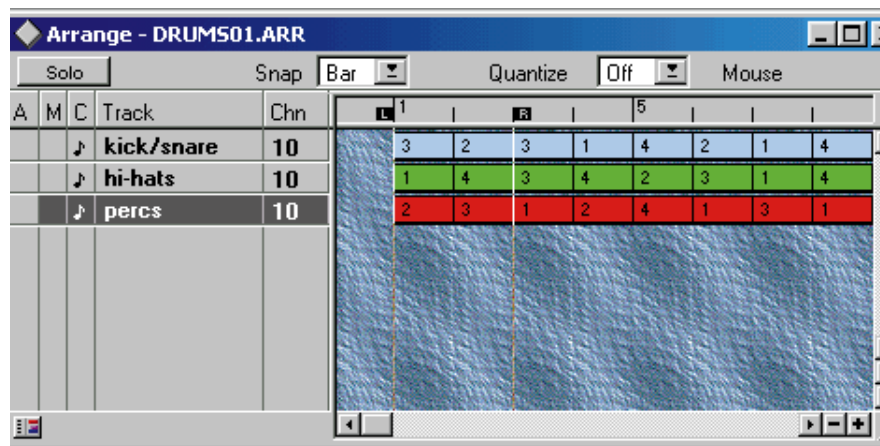 Arrange - DRUMS01.ARR
Solo Snap Bar Quantize Off Mouse
A M C Track Chn L 1 R 5
kick/snare 10 3 2 3 1 4 2 1 4
hi-hats 10 1 4 3 4 2 3 1 4
percs 10 2 3 1 2 4 1 3 1